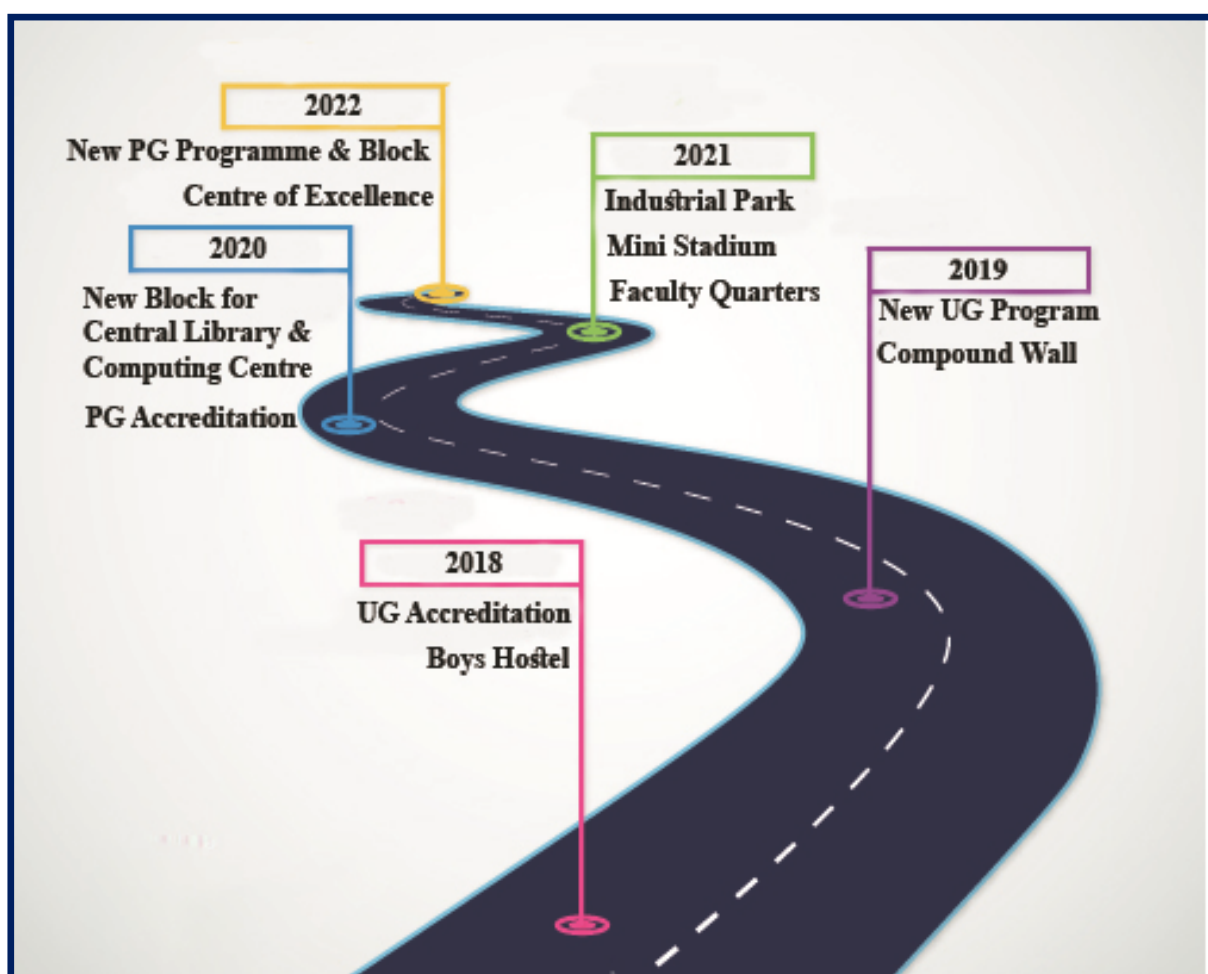 2022
New PG Programme & Block
Centre of Excellence
2021
Industrial Park
Mini Stadium
Faculty Quarters
2020
New Block for
Central Library &
Computing Centre
PG Accreditation
2019
New UG Program
Compound Wall
2018
UG Accreditation
Boys Hostel